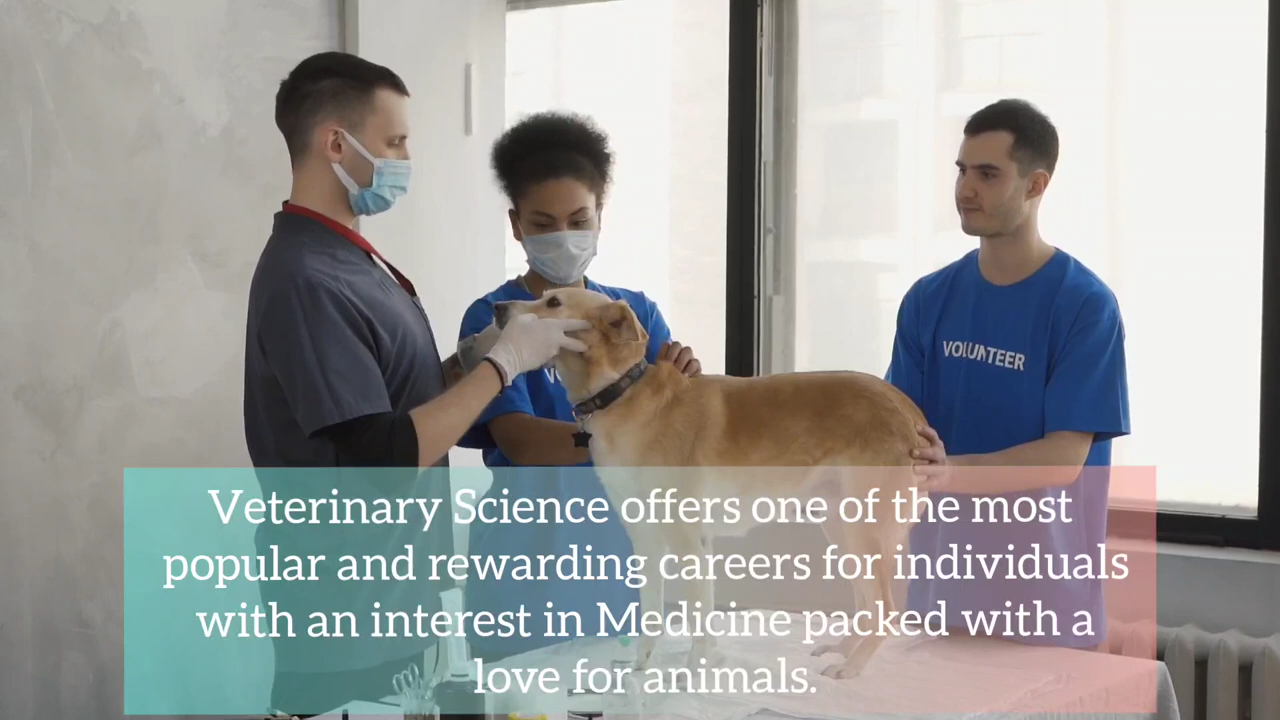 VOLUNTEER
Veterinary Science offers one of the most
popular and rewarding careers for individuals
with an interest in Medicine packed with a
love for animals.